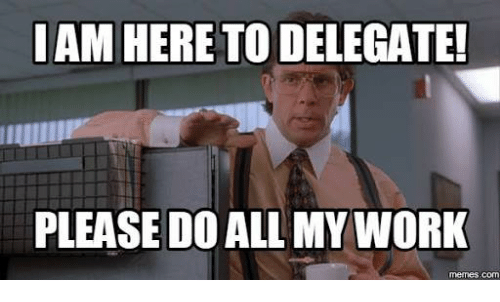 I AM HERE TO DELEGATE!
PLEASE DO ALL MY WORK
memes.com